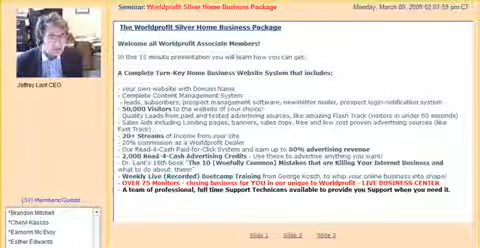 Seminar: Worldprofit Silver Home Business Package
Monday, March 09, 2009 02:07:59 pm CT
Jeffrey Lant CEO
The Worldprofit Silver Home Business Package
Welcome all Worldprofit Associate Members!
In this 15 minute presentation you will learn how you can get:
A Complete Turn-Key Home Business Website System that includes:
- your own website with Domain Name
- Complete Content Management System
- leads, subscribers, prospect management software, newsletter mailer, prospect login-notification system
- 50,000 Visitors to the website of your choice!
- Quality Leads from paid and tested advertising sources, like amazing Flash Track (visitors in under 60 seconds)
- Sales Aids including Landing pages, banners, sales copy, free and low cost proven advertising sources (like
Fast Track)
- 20+ Streams of Income from your site
- 20% commission as a Worldprofit Dealer
- Our Read-4-Cash Paid-for-Click System and earn up to 80% advertising revenue
- 2,000 Read-4-Cash Advertising Credits - Use these to advertise anything you want!
- Dr. Lant's 16th book "The 10 (Woefully Common) Mistakes that are Killing Your Internet Business and
what to do about them!"
- Weekly Live (Recorded) Bootcamp Training from George Kosch, to whip your online business into shape!
- OVER 75 Monitors - closing business for YOU in our unique to Worldprofit - LIVE BUSINESS CENTER
- A team of professional, full time Support Technicans available to provide you Support when you need it.
Members/Guests
*Brandon Mitchell
*Cheryl
*Eamonn McEvoy
*Esther Edwards
Slide 1 Slide 2 Slide 3